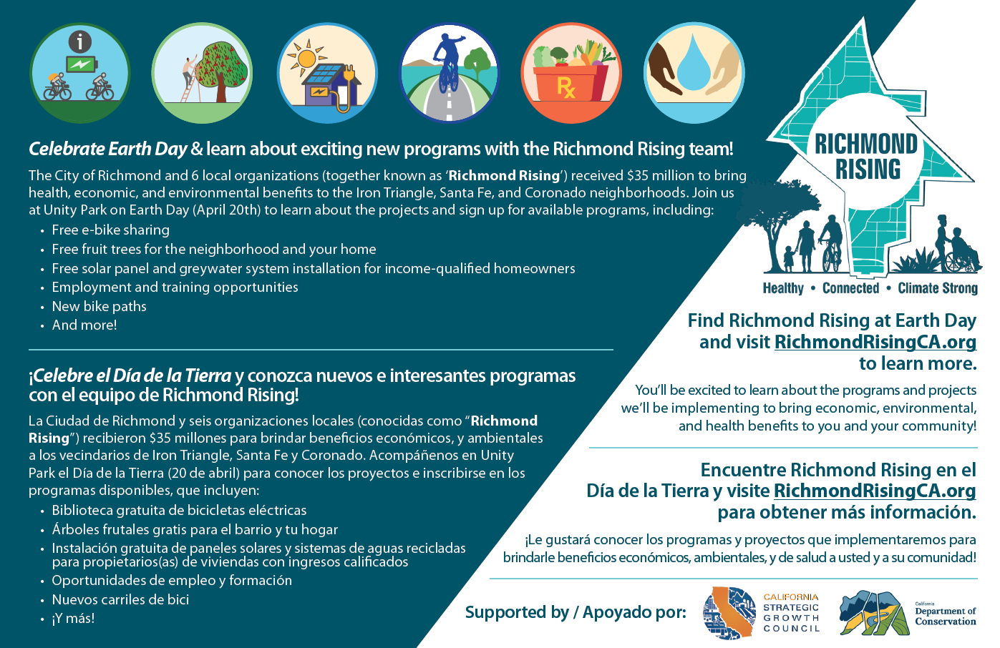 i
Rx
Celebrate Earth Day & learn about exciting new programs with the Richmond Rising team!
The City of Richmond and 6 local organizations (together known as ‘Richmond Rising’) received $35 million to bring
health, economic, and environmental benefits to the Iron Triangle, Santa Fe, and Coronado neighborhoods. Join us
at Unity Park on Earth Day (April 20th) to learn about the projects and sign up for available programs, including:
• Free e-bike sharing
• Free fruit trees for the neighborhood and your home
• Free solar panel and greywater system installation for income-qualified homeowners
• Employment and training opportunities
• New bike paths
• And more!
¡Celebre el Día de la Tierra y conozca nuevos e interesantes programas
con el equipo de Richmond Rising!
La Ciudad de Richmond y seis organizaciones locales (conocidas como “Richmond
Rising”) recibieron $35 millones para brindar beneficios económicos, y ambientales
a los vecindarios de Iron Triangle, Santa Fe y Coronado. Acompáñenos en Unity
Park el Día de la Tierra (20 de abril) para conocer los proyectos e inscribirse en los
programas disponibles, que incluyen:
• Biblioteca gratuita de bicicletas eléctricas
• Árboles frutales gratis para el barrio y tu hogar
• Instalación gratuita de paneles solares y sistemas de aguas recicladas
para propietarios(as) de viviendas con ingresos calificados
• Oportunidades de empleo y formación
• Nuevos carriles de bici
• ¡Y más!
RICHMOND
RISING
Healthy • Connected • Climate Strong
Find Richmond Rising at Earth Day
and visit RichmondRisingCA.org
to learn more.
You’ll be excited to learn about the programs and projects
we’ll be implementing to bring economic, environmental,
and health benefits to you and your community!
Encuentre Richmond Rising en el
Día de la Tierra y visite RichmondRisingCA.org
para obtener más información.
¡Le gustará conocer los programas y proyectos que implementaremos para
brindarle beneficios económicos, ambientales, y de salud a usted y a su comunidad!
Supported by / Apoyado por:
CALIFORNIA
STRATEGIC
GROWTH
COUNCIL
California
Department of
Conservation